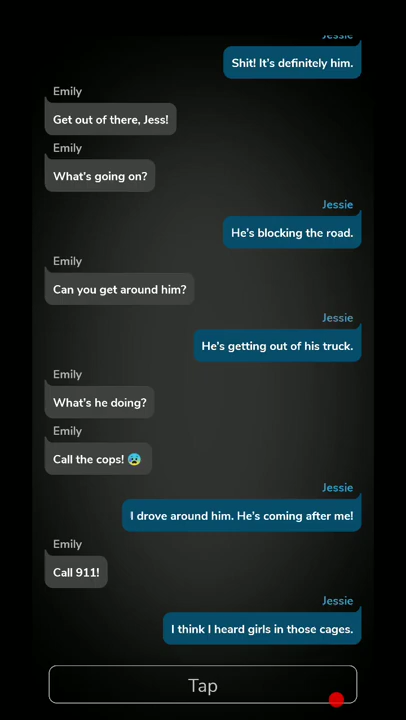 Jessie
Shit! It's definitely him.
Emily
Get out of there, Jess!
Emily
What's going on?
Jessie
He's blocking the road.
Emily
Can you get around him?
Jessie
He's getting out of his truck.
Emily
What's he doing?
Emily
Call the cops! 😰
Jessie
I drove around him. He's coming after me!
Emily
Call 911!
Jessie
I think I heard girls in those cages.
Tap